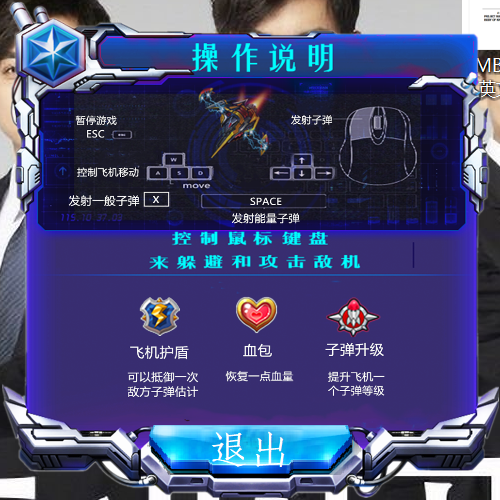 操作说明
暂停游戏
ESC
发射子弹
W
A S D
move
控制飞机移动
发射一般子弹 X
SPACE
发射能量子弹
控制鼠标键盘
来躲避和攻击敌机
飞机护盾
血包
子弹升级
可以抵御一次
敌方子弹估计
恢复一点血量
提升飞机一
个子弹等级
退出
MB
英